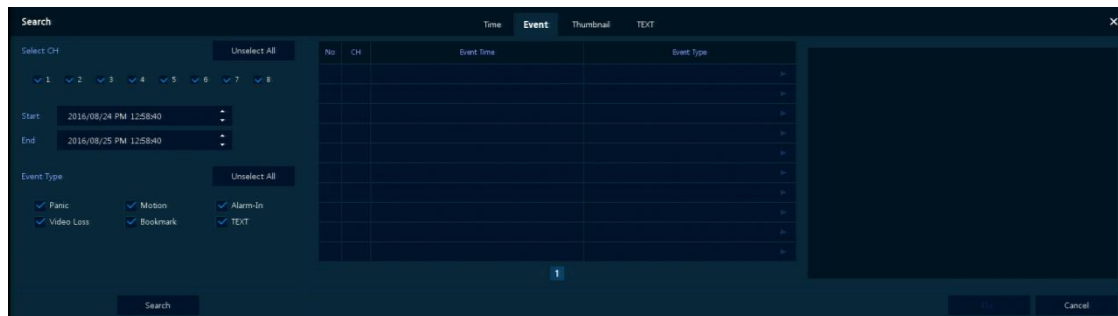 Search
Time Event Thumbnail TEXT
Select CH Unselect All
1 2 3 4 5 6 7 8
Start 2016/08/24 PM 12:58:40
End 2016/08/25 PM 12:58:40
Event Type Unselect All
Panic Motion Alarm-In
Video Loss Bookmark TEXT
Search
No CH Event Time Event Type
1
Cancel